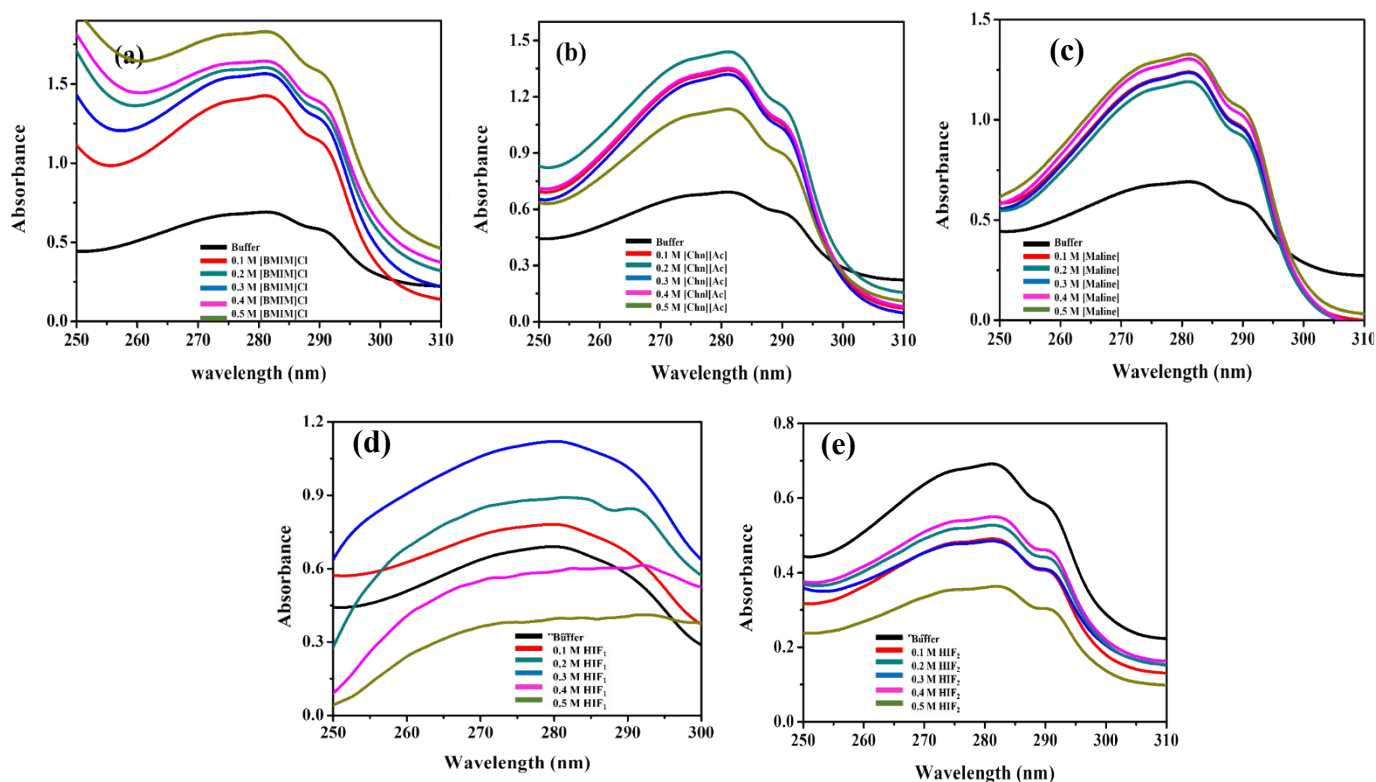 (a)
Absorbance
1.5
1.0
0.5
0.0
Buffer
0.1 M [BMIM]Cl
0.2 M [BMIM]Cl
0.3 M [BMIM]Cl
0.4 M [BMIM]Cl
0.5 M [BMIM]Cl
250 260 270 280 290 300 310
wavelength (nm)
(b)
Absorbance
1.5
1.2
0.9
0.6
0.3
0.0
Buffer
0.1 M [Chn][Ac]
0.2 M [Chn][Ac]
0.3 M [Chn][Ac]
0.4 M [Chn[Ac]
0.5 M [Chn][Ac]
250 260 270 280 290 300 310
Wavelength (nm)
(c)
Absorbance
1.5
1.0
0.5
0.0
Buffer
0.1 M [Maline]
0.2 M [Maline]
0.3 M [Maline]
0.4 M [Maline]
0.5 M [Maline]
250 260 270 280 290 300 310
Wavelength (nm)
(d)
Absorbance
1.2
0.9
0.6
0.3
0.0
"Buffer
0.1 M HIF₁
0.2 M HIF₁
0.3 M HIF₁
0.4 M HIF₁
0.5 M HIF₁
250 260 270 280 290 300
Wavelength (nm)
(e)
Absorbance
0.8
0.6
0.4
0.2
0.0
"Buffer
0.1 M HIF₂
0.2 M HIF₂
0.3 M HIF₂
0.4 M HIF₂
0.5 M HIF₂
250 260 270 280 290 300 310
Wavelength (nm)